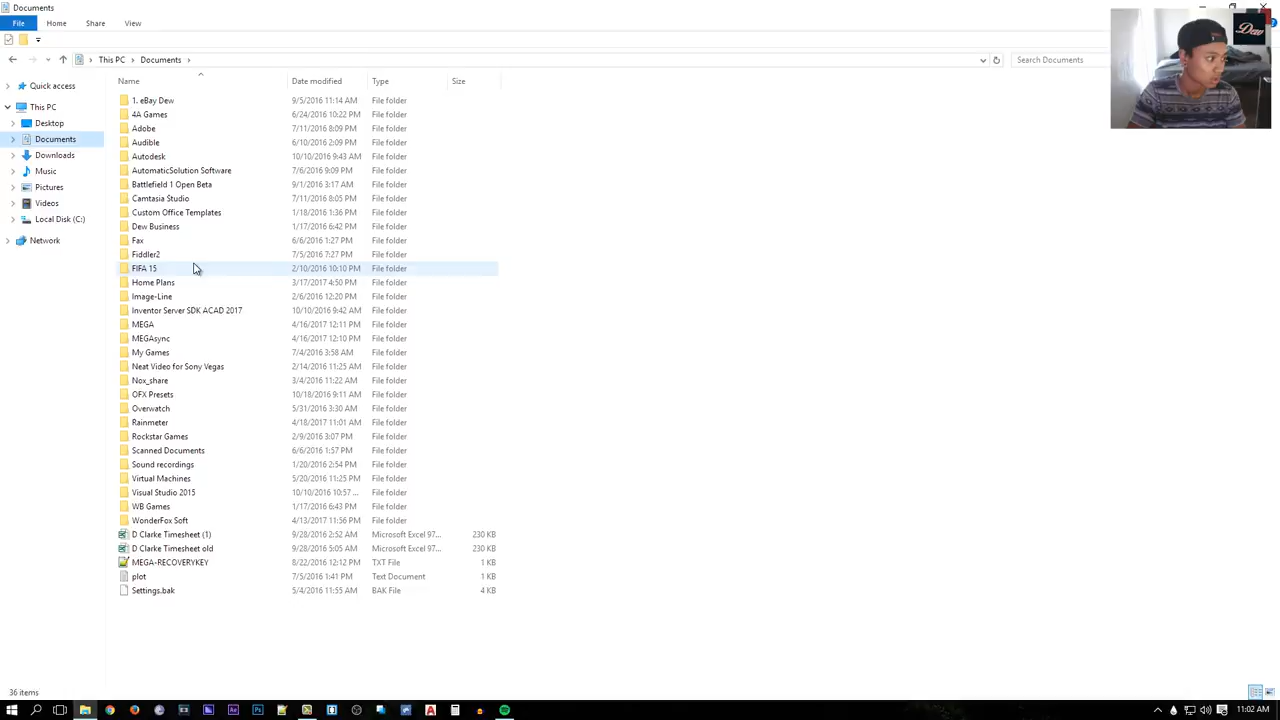 Documents
File Home Share View
This PC Documents
Search Documents
Quick access
This PC
Desktop
Documents
Downloads
Music
Pictures
Videos
Local Disk (C:)
Network
Name Date modified Type Size
1. eBay Dew 9/5/2016 11:14 AM File folder
4A Games 6/24/2016 10:22 PM File folder
Adobe 7/11/2016 8:09 PM File folder
Audible 6/10/2016 2:09 PM File folder
Autodesk 10/10/2016 9:43 AM File folder
AutomaticSolution Software 7/6/2016 9:09 PM File folder
Battlefield 1 Open Beta 9/1/2016 3:17 AM File folder
Camtasia Studio 7/11/2016 8:05 PM File folder
Custom Office Templates 1/18/2016 1:36 PM File folder
Dew Business 1/17/2016 6:42 PM File folder
Fax 6/6/2016 1:27 PM File folder
Fiddler2 7/5/2016 7:27 PM File folder
FIFA 15 2/10/2016 10:10 PM File folder
Home Plans 3/17/2017 4:50 PM File folder
Image-Line 2/6/2016 12:20 PM File folder
Inventor Server SDK ACAD 2017 10/10/2016 9:42 AM File folder
MEGA 4/16/2017 12:11 PM File folder
MEGAsync 4/16/2017 12:10 PM File folder
My Games 7/4/2016 3:58 AM File folder
Neat Video for Sony Vegas 2/14/2016 11:25 AM File folder
Nox_share 3/4/2016 11:22 AM File folder
OFX Presets 10/18/2016 9:11 AM File folder
Overwatch 5/31/2016 3:30 AM File folder
Rainmeter 4/18/2017 11:01 AM File folder
Rockstar Games 2/9/2016 3:07 PM File folder
Scanned Documents 6/6/2016 1:57 PM File folder
Sound recordings 1/20/2016 2:54 PM File folder
Virtual Machines 5/20/2016 11:25 PM File folder
Visual Studio 2015 10/10/2016 10:57 ... File folder
WB Games 1/17/2016 6:43 PM File folder
WonderFox Soft 4/13/2017 11:56 PM File folder
D Clarke Timesheet (1) 9/28/2016 2:52 AM Microsoft Excel 97... 230 KB
D Clarke Timesheet old 9/28/2016 5:05 AM Microsoft Excel 97... 230 KB
MEGA-RECOVERYKEY 8/22/2016 12:12 PM TXT File 1 KB
plot 7/5/2016 1:41 PM Text Document 1 KB
Settings.bak 5/4/2016 11:55 AM BAK File 4 KB
36 items
Dew
Ae Ps
11:02 AM